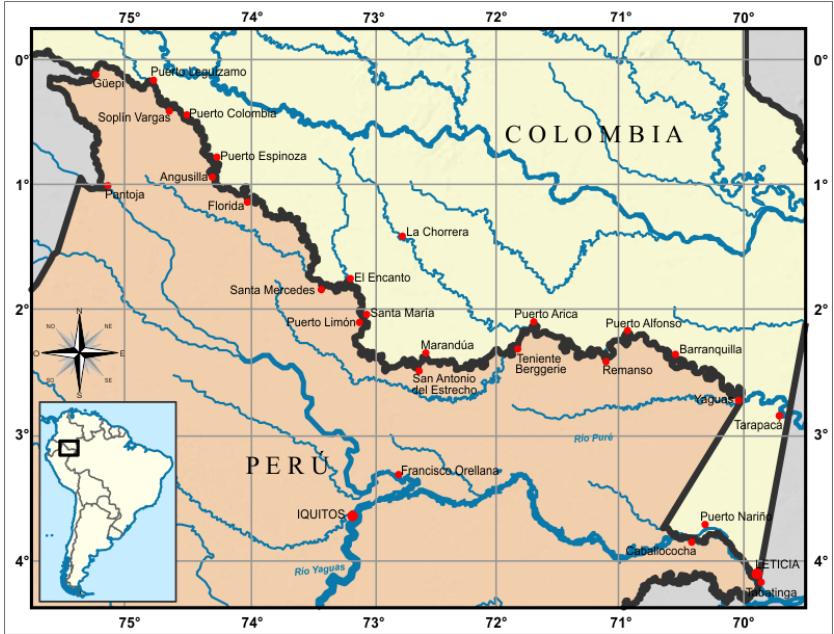 75° 74° 73° 72° 71° 70°
0° 0°
Güepi
Puerto Leguízamo
Soplín Vargas
Puerto Colombia
COLOMBIA
Puerto Espinoza
Angusilla
1° 1°
Pantoja
Florida
La Chorrera
El Encanto
Santa Mercedes
2° 2°
Santa María
Puerto Limón
Puerto Arica
Puerto Alfonso
N
NO NE
O E
SO SE
S
Marandúa
Teniente
Berggerie
Barranquilla
San Antonio
del Estrecho
Remanso
Yaguas
Tarapacá
3° 3°
Río Puré
PERÚ
Francisco Orellana
IQUITOS
Puerto Nariño
Caballococha
4° 4°
Río Yaguas
LETICIA
Tabatinga
75° 74° 73° 72° 71° 70°